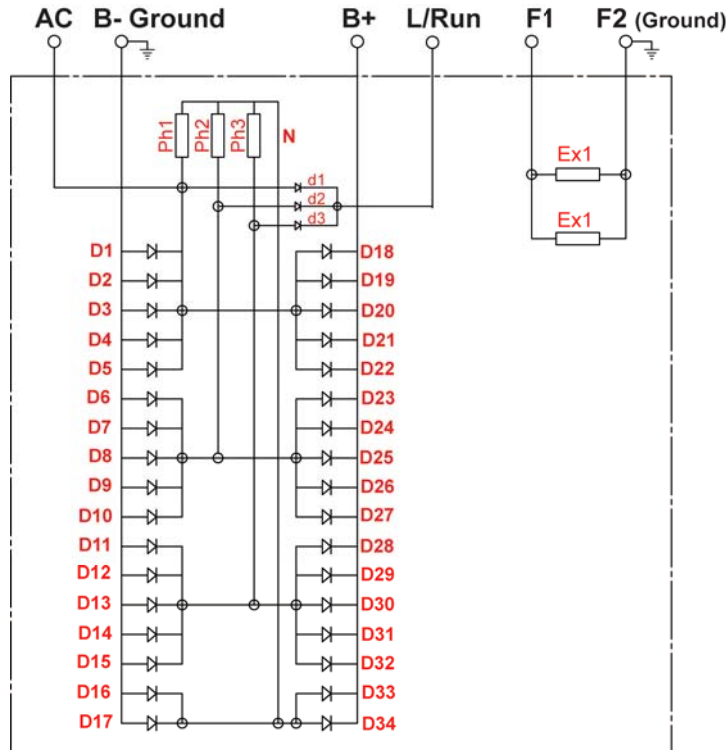 AC B- Ground B+ L/Run F1 F2 (Ground)
Ph1 Ph2 Ph3 N
Ex1
d1
d2
d3
Ex1
D1 D18
D2 D19
D3 D20
D4 D21
D5 D22
D6 D23
D7 D24
D8 D25
D9 D26
D10 D27
D11 D28
D12 D29
D13 D30
D14 D31
D15 D32
D16 D33
D17 D34